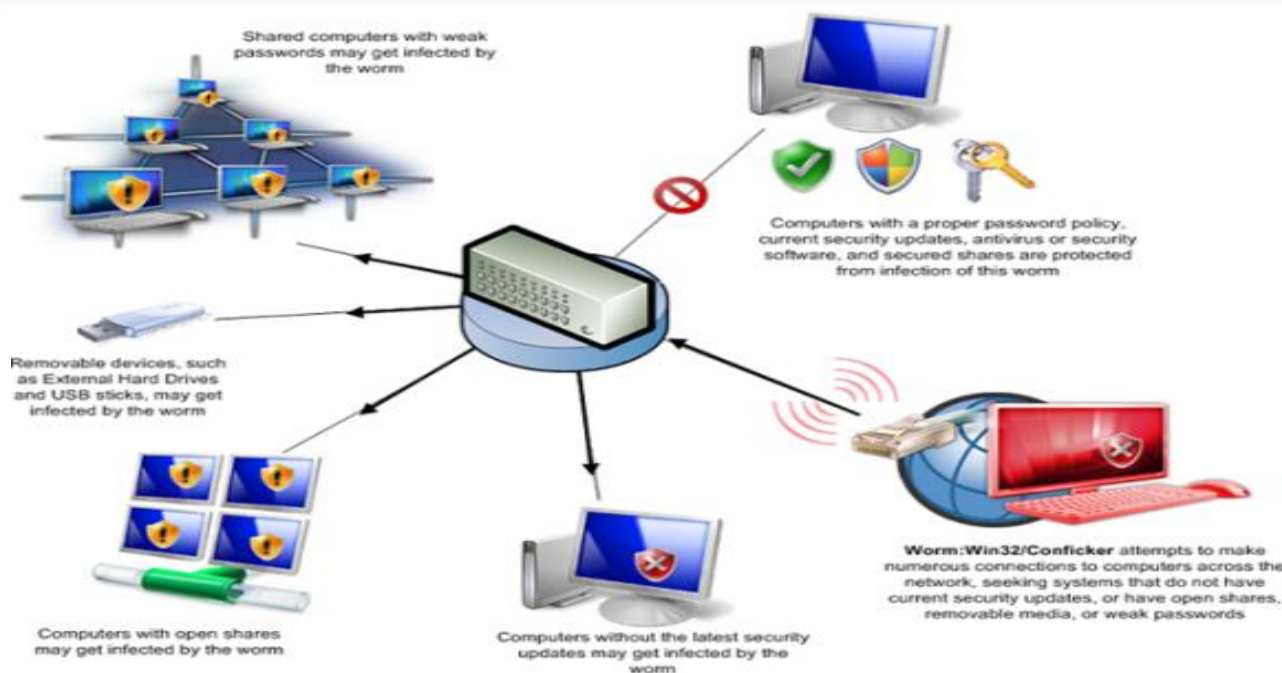 Shared computers with weak
passwords may get infected by
the worm
Computers with a proper password policy,
current security updates, antivirus or security
software, and secured shares are protected
from infection of this worm
Removable devices, such
as External Hard Drives
and USB sticks, may get
infected by the worm
Worm:Win32/Conficker attempts to make
numerous connections to computers across the
network, seeking systems that do not have
current security updates, or have open shares,
removable media, or weak passwords
Computers with open shares
may get infected by the worm
Computers without the latest security
updates may get infected by the
worm